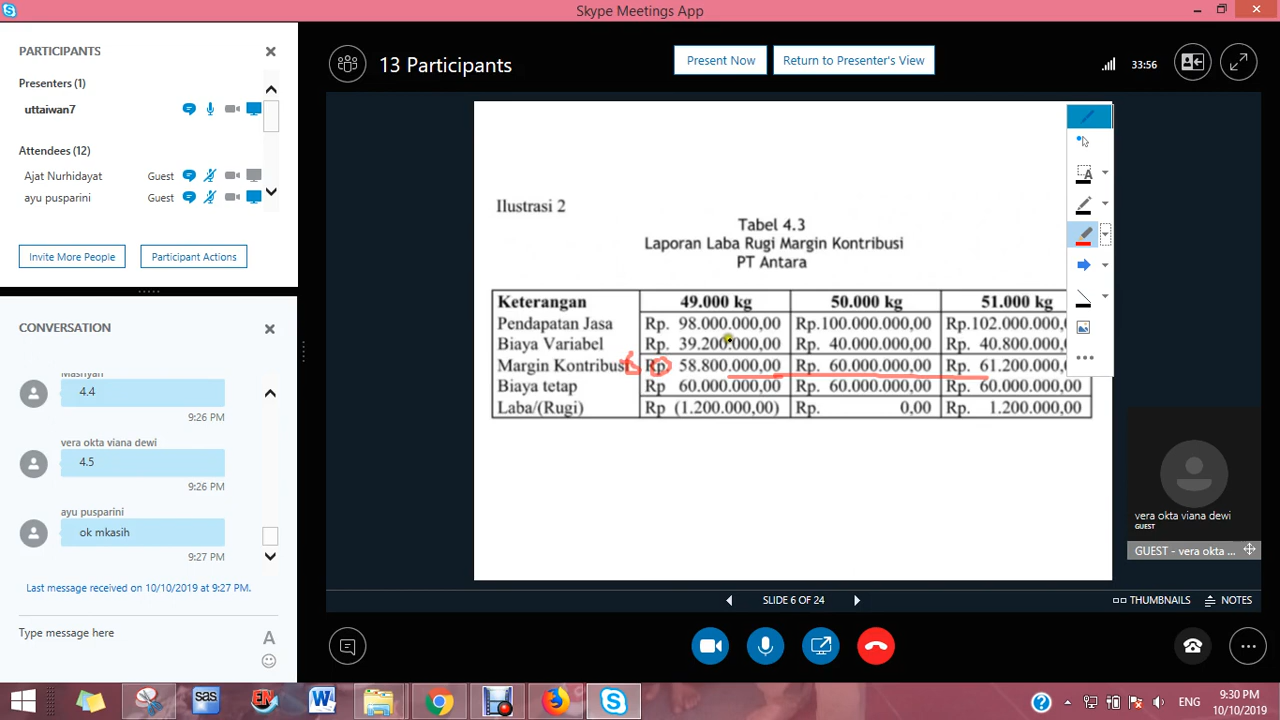 Skype Meetings App
PARTICIPANTS
Presenters (1)
uttaiwan7
Attendees (12)
Ajat Nurhidayat Guest
ayu pusparini Guest
Invite More People Participant Actions
CONVERSATION
4.4
9:26 PM
vera okta viana dewi
4.5
9:26 PM
ayu pusparini
ok mkasih
9:27 PM
Last message received on 10/10/2019 at 9:27 PM.
Type message here
13 Participants
Present Now Return to Presenter's View
33:56
Ilustrasi 2
Tabel 4.3
Laporan Laba Rugi Margin Kontribusi
PT Antara
Keterangan 49.000 kg 50.000 kg 51.000 kg
Pendapatan Jasa Rp. 98.000.000,00 Rp.100.000.000,00 Rp.102.000.000,
Biaya Variabel Rp. 39.200.000,00 Rp. 40.000.000,00 Rp. 40.800.000,
Margin Kontribusi Rp. 58.800.000,00 Rp. 60.000.000,00 Rp. 61.200.000,
Biaya tetap Rp 60.000.000,00 Rp. 60.000.000,00 Rp. 60.000.000,00
Laba/(Rugi) Rp (1.200.000,00) Rp. 0,00 Rp. 1.200.000,00
vera okta viana dewi
GUEST
GUEST - vera okta ...
SLIDE 6 OF 24
THUMBNAILS NOTES
sas EN W
ENG
9:30 PM
10/10/2019